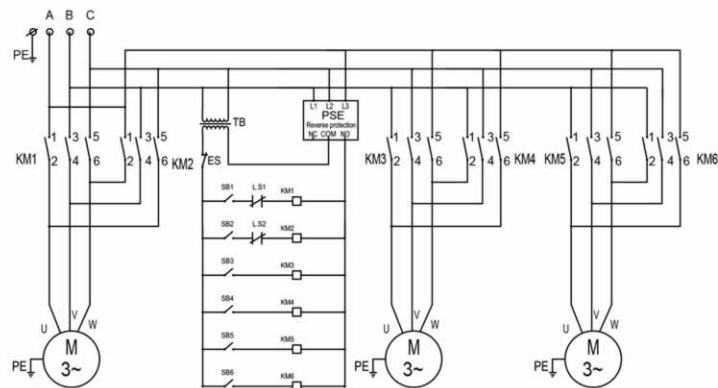 A B C
PE
L1 L2 L3
PSE
Reverse protection
NC COM NO
TB
ES
KM1 1 2 3 4 5 6
KM2 1 2 3 4 5 6
KM3 1 2 3 4 5 6
KM4 1 2 3 4 5 6
KM5 1 2 3 4 5 6
KM6 1 2 3 4 5 6
SB1 L.S1 KM1
SB2 L.S2 KM2
SB3 KM3
SB4 KM4
SB5 KM5
SB6 KM6
U V W
M
3~
PE
U V W
M
3~
PE
U V W
M
3~
PE